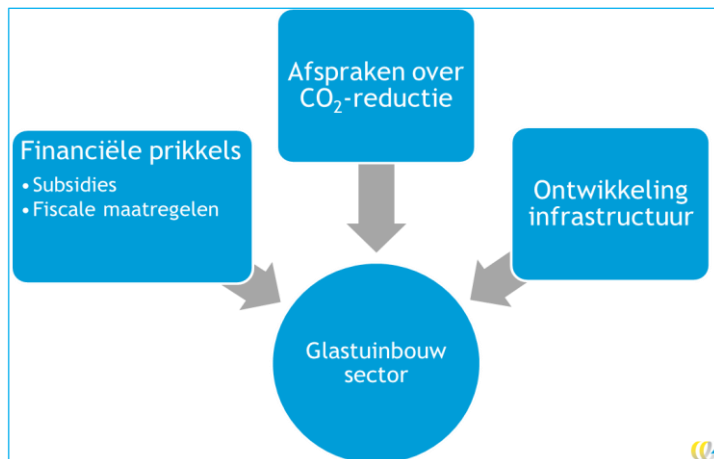 Afspraken over
CO₂-reductie
Financiële prikkels
• Subsidies
• Fiscale maatregelen
Ontwikkeling
infrastructuur
Glastuinbouw
sector